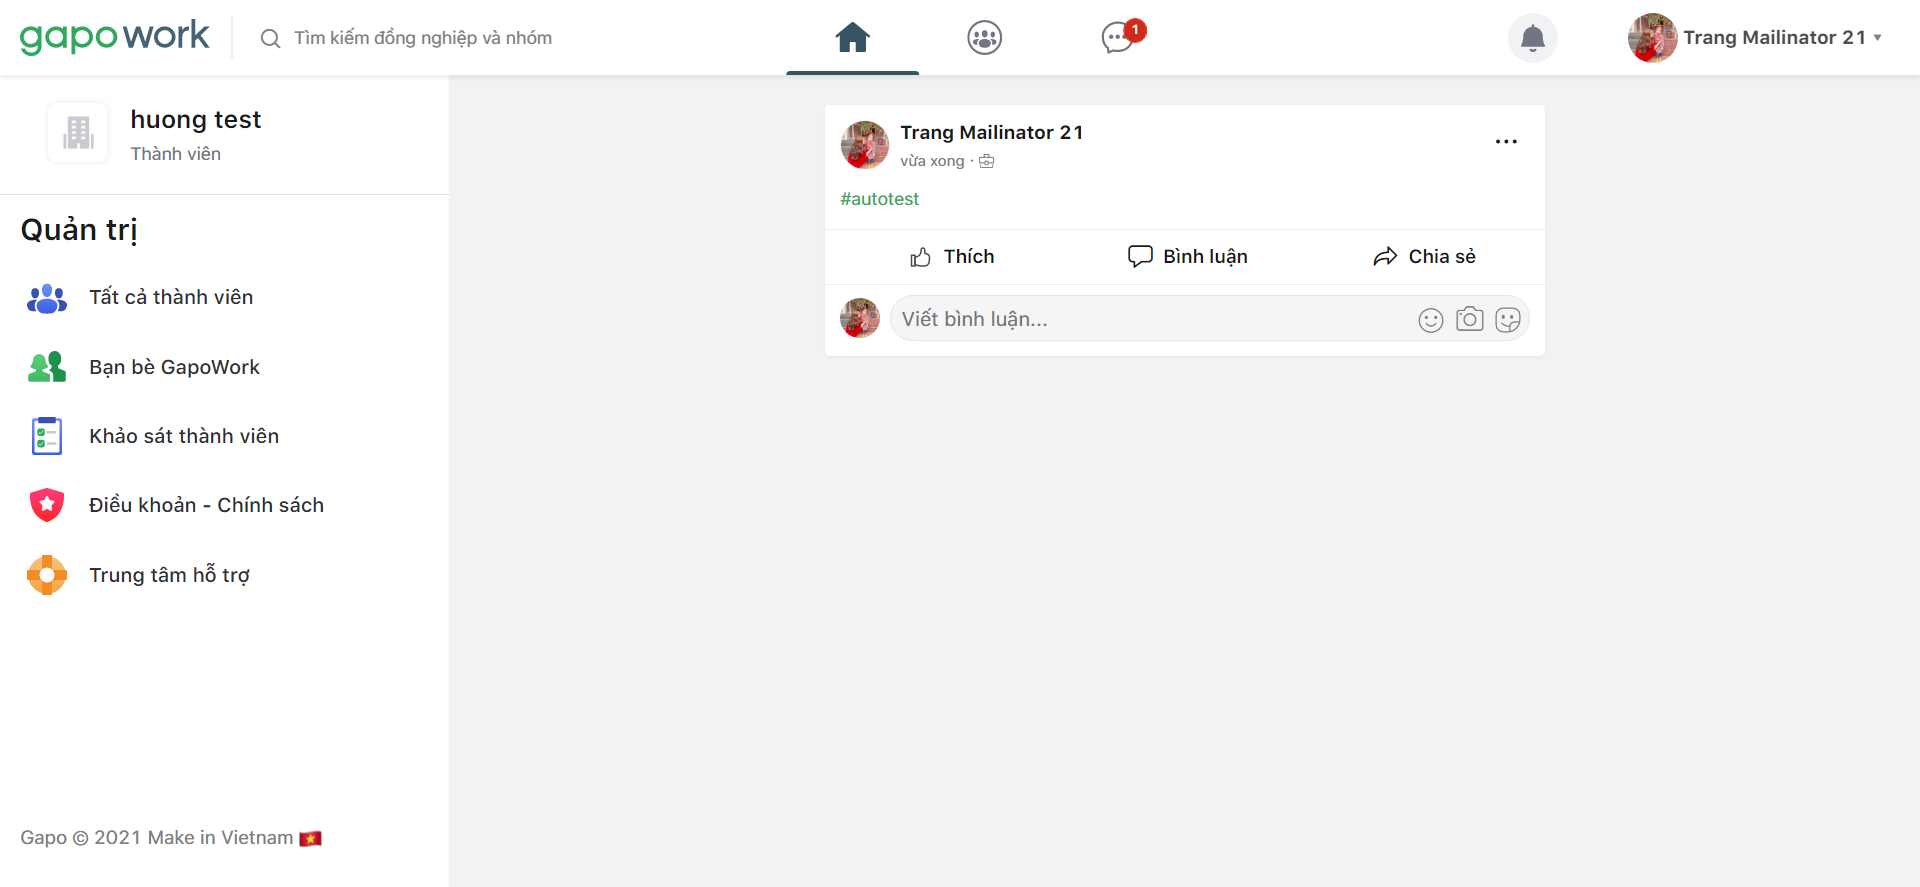 gapowork
Tìm kiếm đồng nghiệp và nhóm
1
Trang Mailinator 21
huong test
Thành viên
Quản trị
Tất cả thành viên
Bạn bè GapoWork
Khảo sát thành viên
Điều khoản - Chính sách
Trung tâm hỗ trợ
Gapo © 2021 Make in Vietnam 🇻🇳
Trang Mailinator 21
vừa xong ·
#autotest
Thích
Bình luận
Chia sẻ
Viết bình luận...